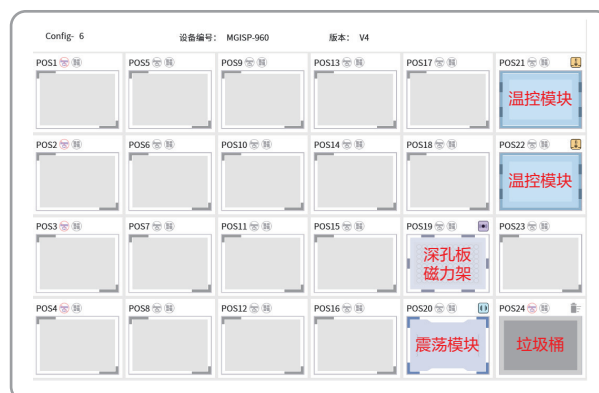 Config- 6 设备编号： MGISP-960 版本： V4
POS1 POS5 POS9 POS13 POS17 POS21
温控模块
POS2 POS6 POS10 POS14 POS18 POS22
温控模块
POS3 POS7 POS11 POS15 POS19 POS23
深孔板
磁力架
POS4 POS8 POS12 POS16 POS20 POS24
震荡模块 垃圾桶